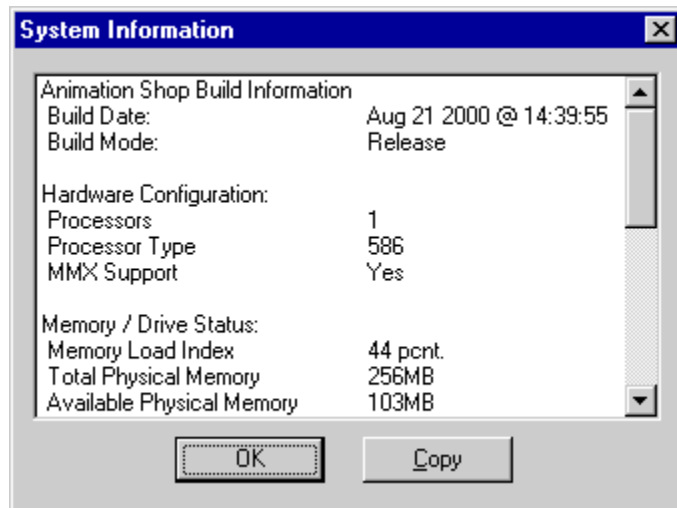 System Information
Animation Shop Build Information
Build Date: Aug 21 2000 @ 14:39:55
Build Mode: Release
Hardware Configuration:
Processors 1
Processor Type 586
MMX Support Yes
Memory / Drive Status:
Memory Load Index 44 pcnt.
Total Physical Memory 256MB
Available Physical Memory 103MB
OK Copy